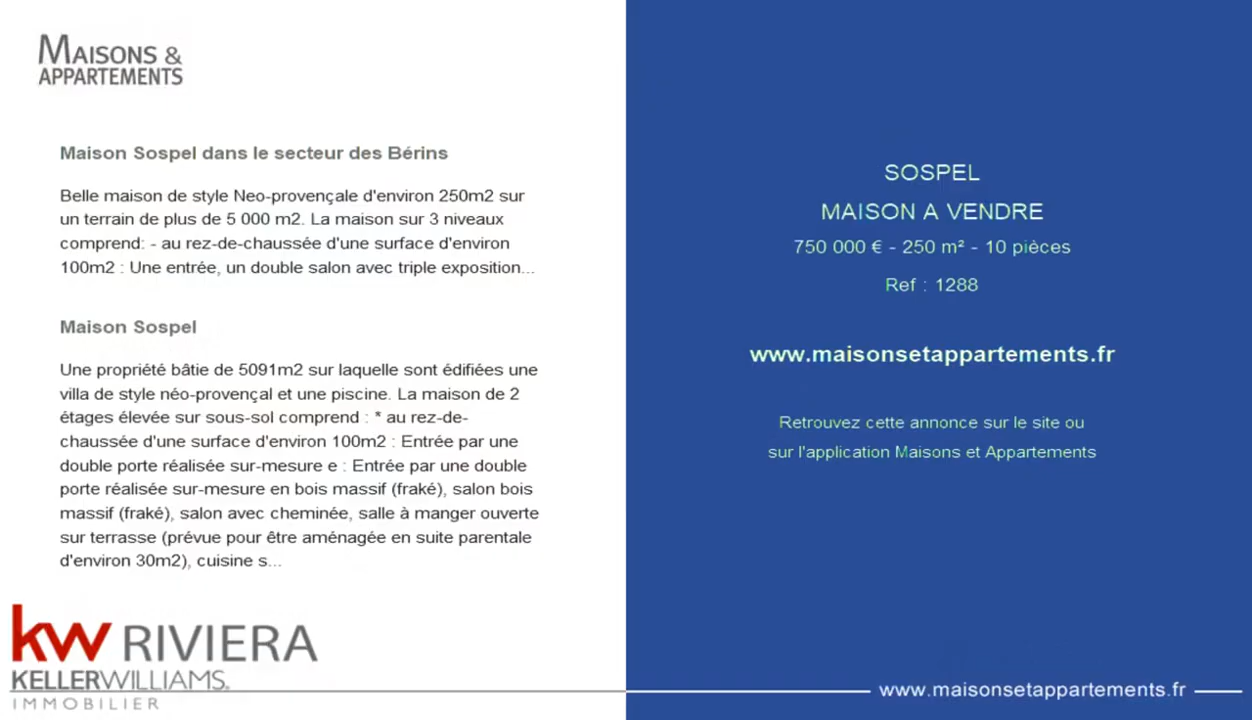 MAISONS &
APPARTEMENTS
Maison Sospel dans le secteur des Bérins
Belle maison de style Neo-provençale d'environ 250m2 sur
un terrain de plus de 5 000 m2. La maison sur 3 niveaux
comprend: - au rez-de-chaussée d'une surface d'environ
100m2 : Une entrée, un double salon avec triple exposition...
Maison Sospel
Une propriété bâtie de 5091m2 sur laquelle sont édifiées une
villa de style néo-provençal et une piscine. La maison de 2
étages élevée sur sous-sol comprend : * au rez-de-
chaussée d'une surface d'environ 100m2 : Entrée par une
double porte réalisée sur-mesure e : Entrée par une double
porte réalisée sur-mesure en bois massif (fraké), salon bois
massif (fraké), salon avec cheminée, salle à manger ouverte
sur terrasse (prévue pour être aménagée en suite parentale
d'environ 30m2), cuisine s...
kw RIVIERA
KELLERWILLIAMS.
IMMOBILIER
SOSPEL
MAISON A VENDRE
750 000 € - 250 m² - 10 pièces
Ref : 1288
www.maisonsetappartements.fr
Retrouvez cette annonce sur le site ou
sur l'application Maisons et Appartements
www.maisonsetappartements.fr